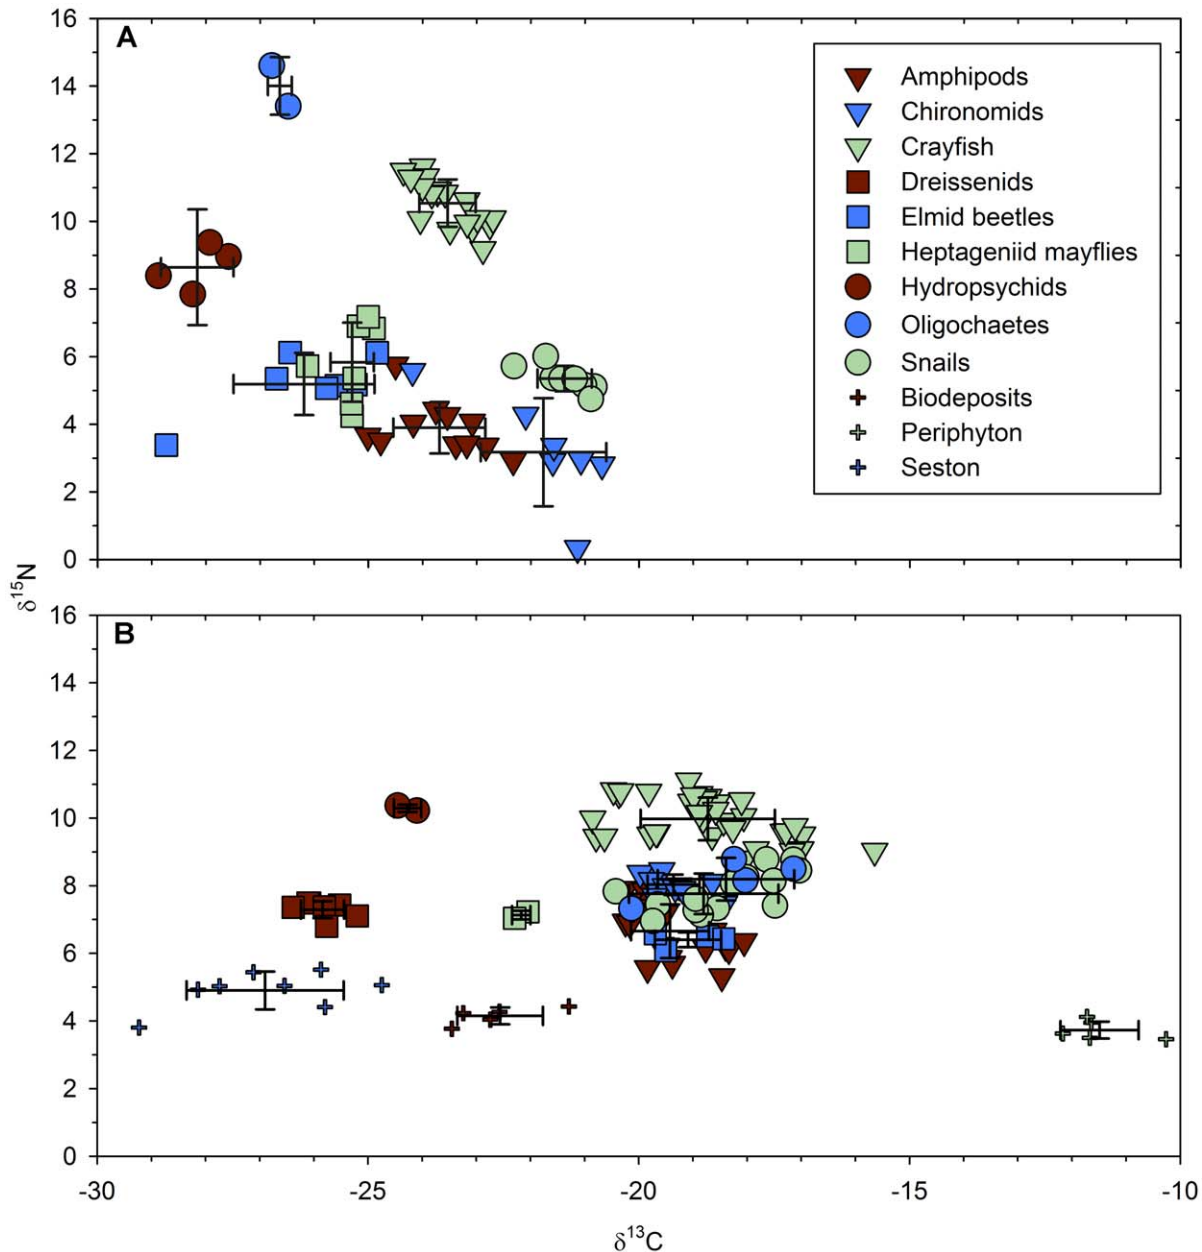 16
A
14
12
10
8
6
4
2
0
Amphipods
Chironomids
Crayfish
Dreissenids
Elmid beetles
Heptageniid mayflies
Hydropsychids
Oligochaetes
Snails
Biodeposits
Periphyton
Seston
δ¹⁵N
16
B
14
12
10
8
6
4
2
0
-30 -25 -20 -15 -10
δ¹³C